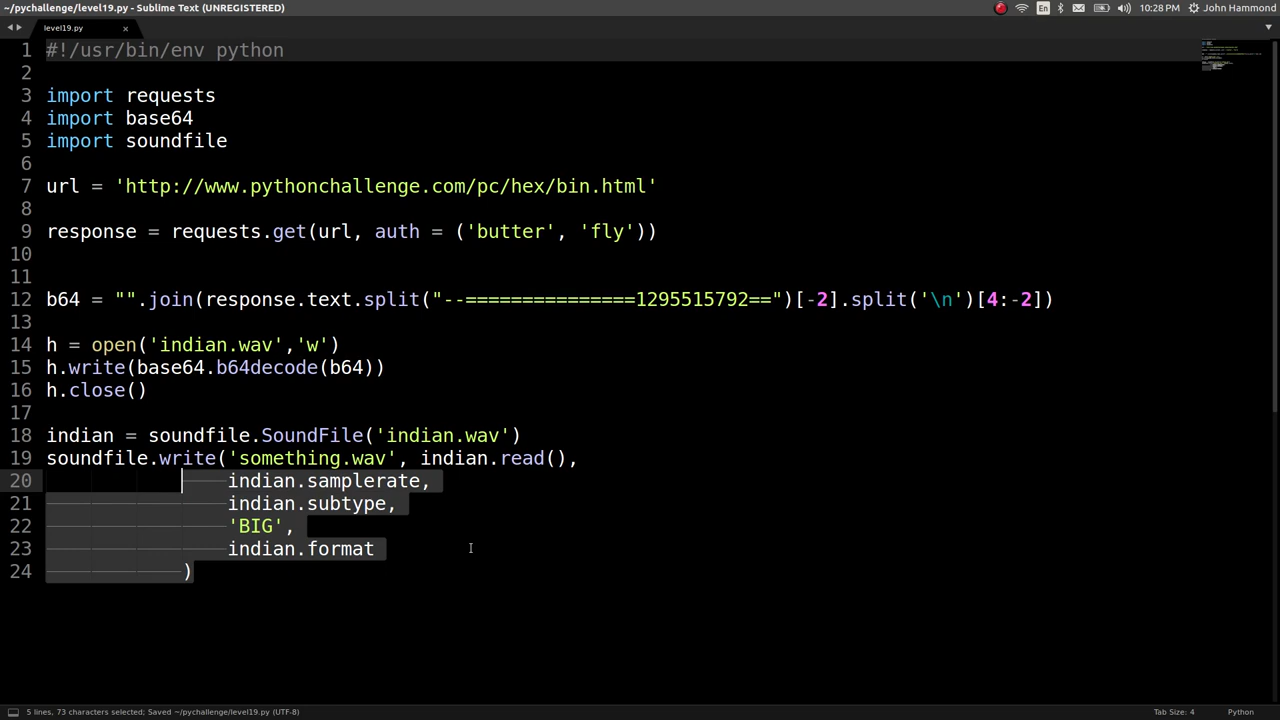 ~/pychallenge/level19.py - Sublime Text (UNREGISTERED)
En
10:28 PM
John Hammond
level19.py
1 #!/usr/bin/env python
2
3 import requests
4 import base64
5 import soundfile
6
7 url = 'http://www.pythonchallenge.com/pc/hex/bin.html'
8
9 response = requests.get(url, auth = ('butter', 'fly'))
10
11
12 b64 = "".join(response.text.split("--===============1295515792==")[-2].split('\n')[4:-2])
13
14 h = open('indian.wav','w')
15 h.write(base64.b64decode(b64))
16 h.close()
17
18 indian = soundfile.SoundFile('indian.wav')
19 soundfile.write('something.wav', indian.read(),
20 indian.samplerate,
21 indian.subtype,
22 'BIG',
23 indian.format
24 )
5 lines, 73 characters selected; Saved ~/pychallenge/level19.py (UTF-8)
Tab Size: 4
Python